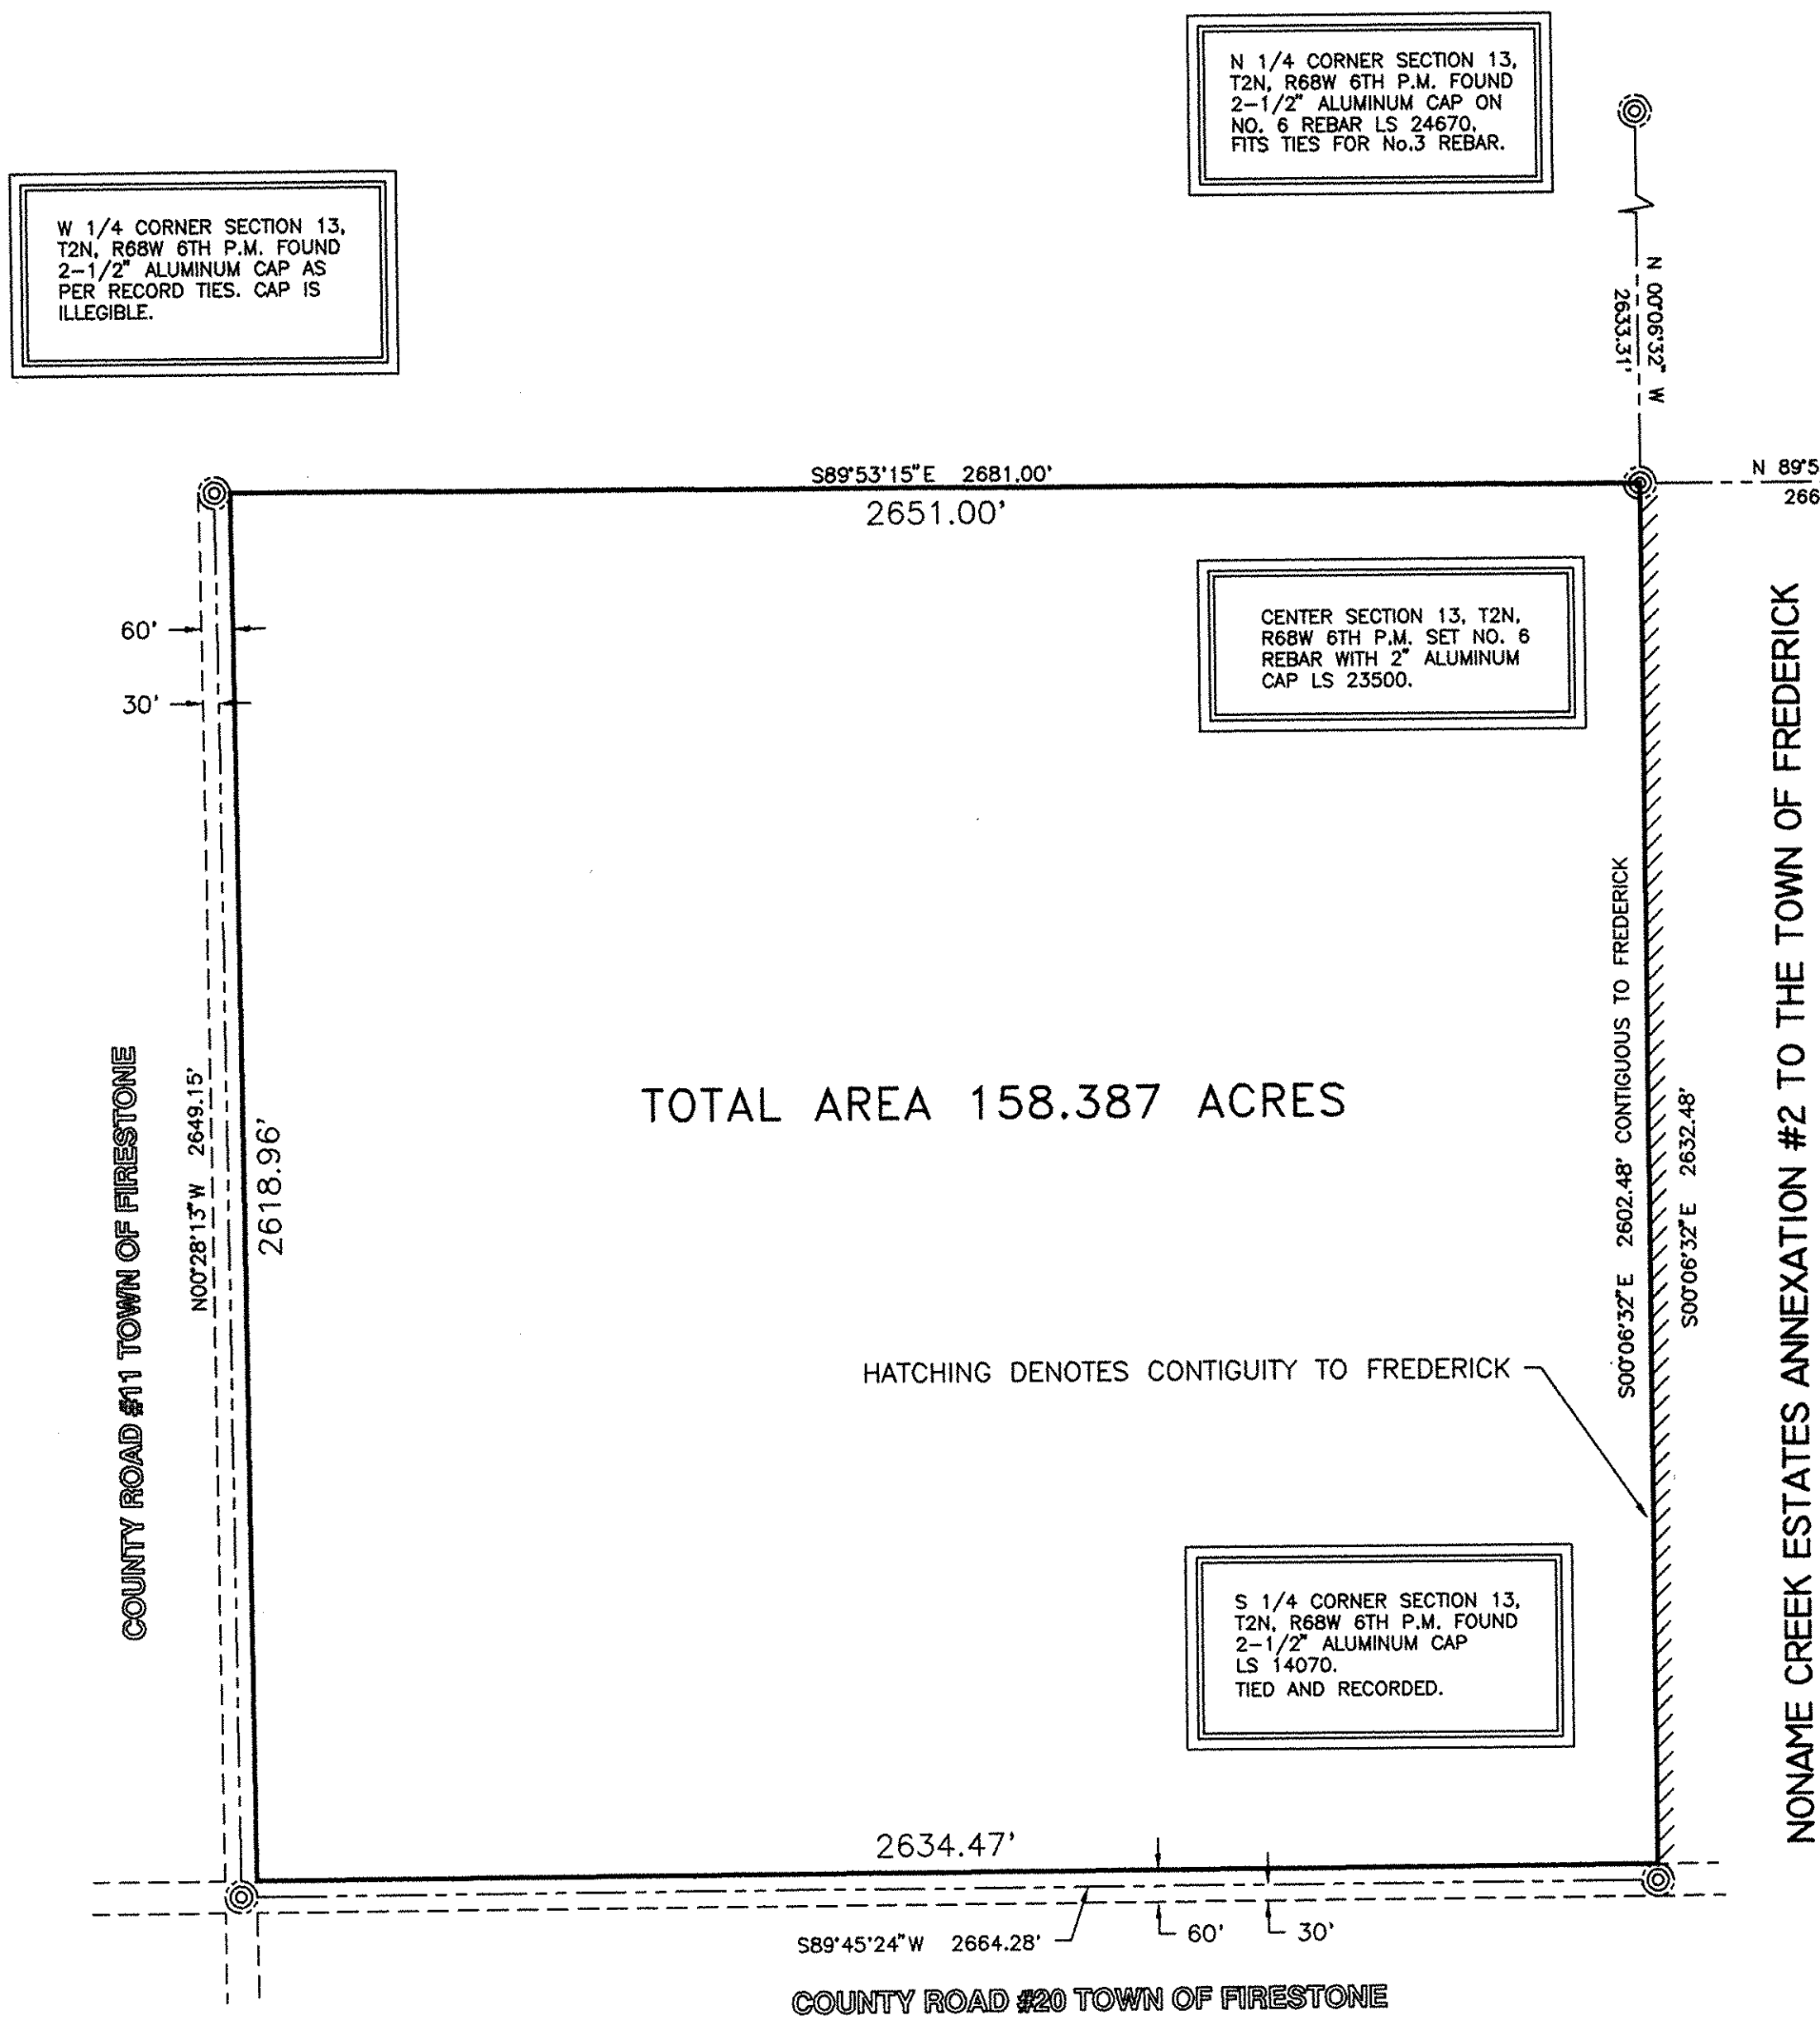 N 1/4 CORNER SECTION 13,
T2N, R68W 6TH P.M. FOUND
2-1/2" ALUMINUM CAP ON
NO. 6 REBAR LS 24670,
FITS TIES FOR No.3 REBAR.
W 1/4 CORNER SECTION 13,
T2N, R68W 6TH P.M. FOUND
2-1/2" ALUMINUM CAP AS
PER RECORD TIES. CAP IS
ILLEGIBLE.
N 00°06'32" W
2633.31'
S89°53'15"E 2681.00'
2651.00'
N 89°5
266
60'
30'
CENTER SECTION 13, T2N,
R68W 6TH P.M. SET NO. 6
REBAR WITH 2" ALUMINUM
CAP LS 23500.
COUNTY ROAD #11 TOWN OF FIRESTONE
N00°28'13"W 2649.15'
2618.96'
TOTAL AREA 158.387 ACRES
S00°06'32"E 2602.48' CONTIGUOUS TO FREDERICK
S00°06'32"E 2632.48'
NONAME CREEK ESTATES ANNEXATION #2 TO THE TOWN OF FREDERICK
HATCHING DENOTES CONTIGUITY TO FREDERICK
S 1/4 CORNER SECTION 13,
T2N, R68W 6TH P.M. FOUND
2-1/2" ALUMINUM CAP
LS 14070.
TIED AND RECORDED.
2634.47'
S89°45'24"W 2664.28'
60'
30'
COUNTY ROAD #20 TOWN OF FIRESTONE